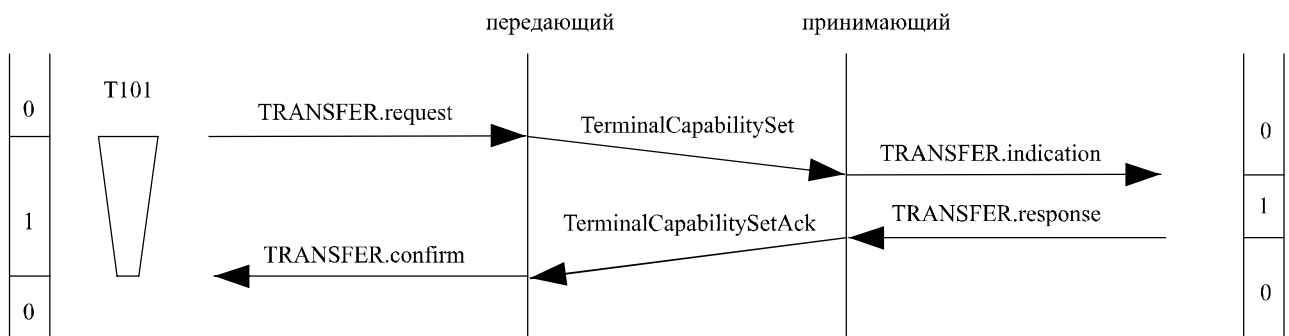 передающий
принимающий
T101
0
TRANSFER.request
TerminalCapabilitySet
0
TRANSFER.indication
1
TerminalCapabilitySetAck
TRANSFER.response
1
TRANSFER.confirm
0
0